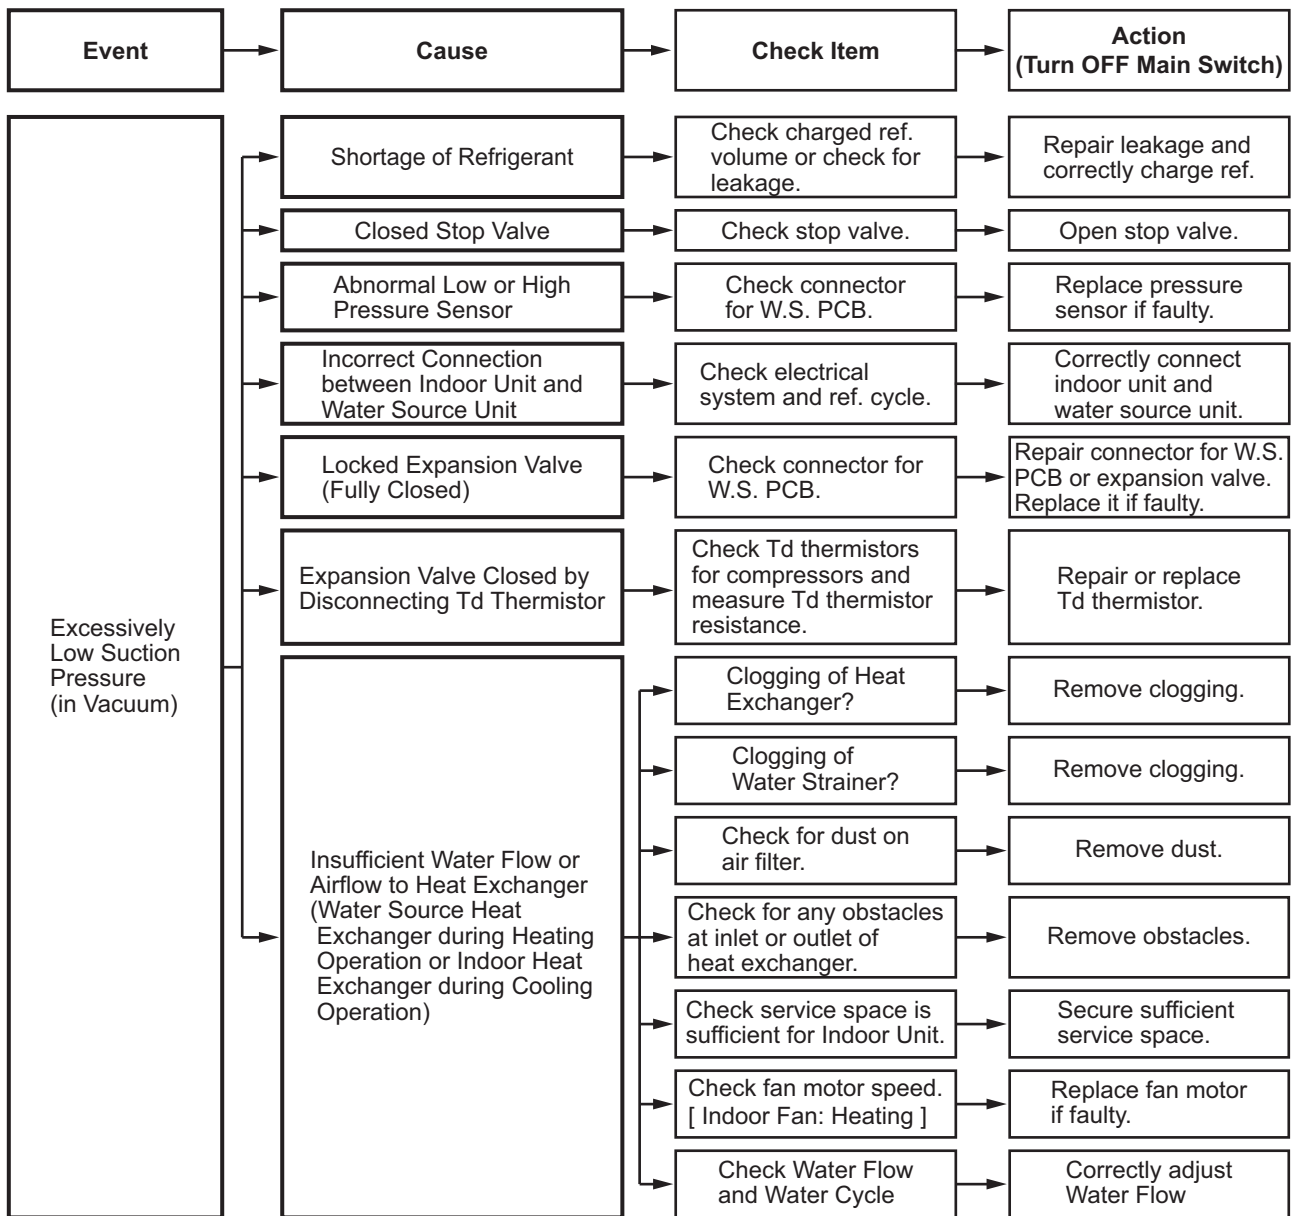 Event
Cause
Check Item
Action
(Turn OFF Main Switch)
Excessively
Low Suction
Pressure
(in Vacuum)
Shortage of Refrigerant
Check charged ref.
volume or check for
leakage.
Repair leakage and
correctly charge ref.
Closed Stop Valve
Check stop valve.
Open stop valve.
Abnormal Low or High
Pressure Sensor
Check connector
for W.S. PCB.
Replace pressure
sensor if faulty.
Incorrect Connection
between Indoor Unit and
Water Source Unit
Check electrical
system and ref. cycle.
Correctly connect
indoor unit and
water source unit.
Locked Expansion Valve
(Fully Closed)
Check connector for
W.S. PCB.
Repair connector for W.S.
PCB or expansion valve.
Replace it if faulty.
Expansion Valve Closed by
Disconnecting Td Thermistor
Check Td thermistors
for compressors and
measure Td thermistor
resistance.
Repair or replace
Td thermistor.
Insufficient Water Flow or
Airflow to Heat Exchanger
(Water Source Heat
Exchanger during Heating
Operation or Indoor Heat
Exchanger during Cooling
Operation)
Clogging of Heat
Exchanger?
Remove clogging.
Clogging of
Water Strainer?
Remove clogging.
Check for dust on
air filter.
Remove dust.
Check for any obstacles
at inlet or outlet of
heat exchanger.
Remove obstacles.
Check service space is
sufficient for Indoor Unit.
Secure sufficient
service space.
Check fan motor speed.
[ Indoor Fan: Heating ]
Replace fan motor
if faulty.
Check Water Flow
and Water Cycle
Correctly adjust
Water Flow